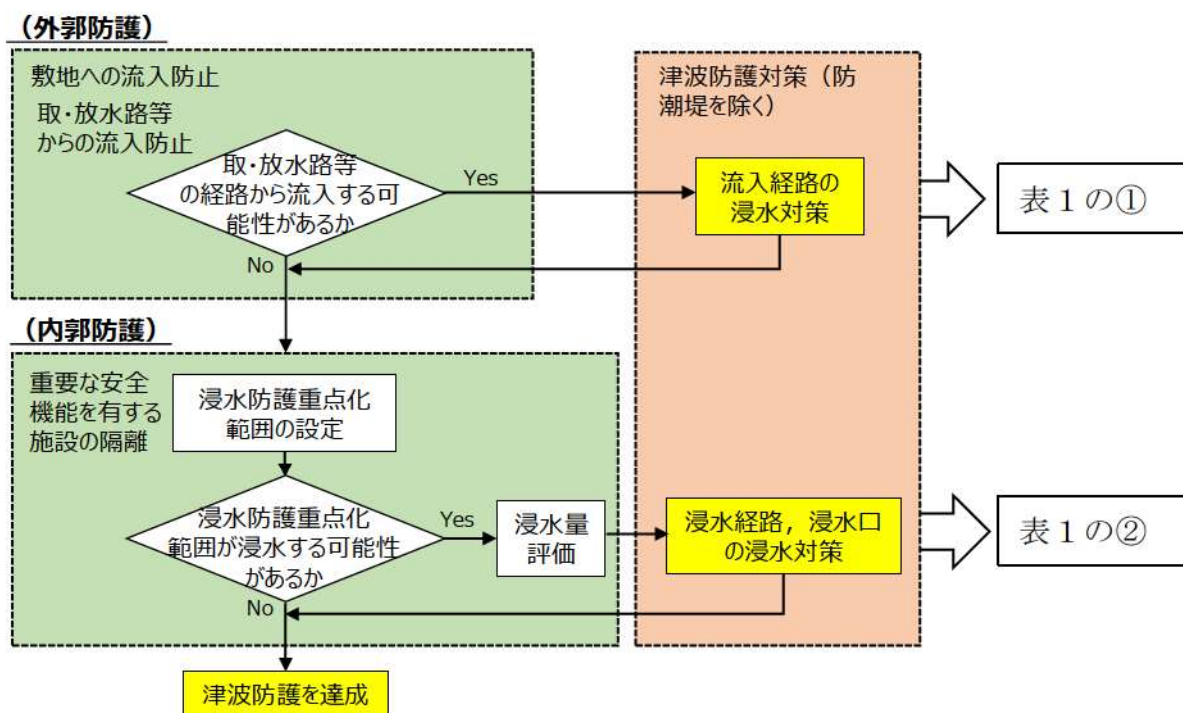 （外郭防護）
敷地への流入防止
取・放水路等
からの流入防止
取・放水路等
の経路から流入する可
能性があるか
Yes
No
津波防護対策（防
潮堤を除く）
流入経路の
浸水対策
表１の①
（内郭防護）
重要な安全
機能を有する
施設の隔離
浸水防護重点化
範囲の設定
浸水防護重点化
範囲が浸水する可能性
があるか
Yes
No
浸水量
評価
浸水経路，浸水口
の浸水対策
表１の②
津波防護を達成